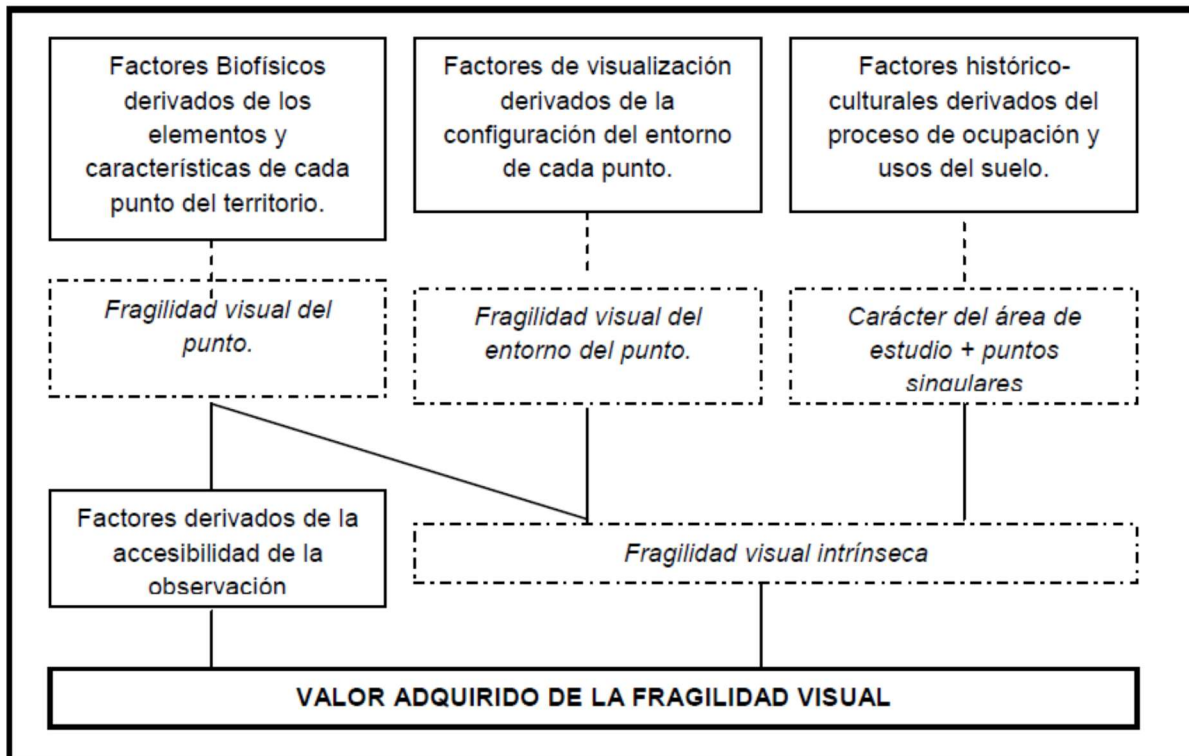 Factores Biofísicos
derivados de los
elementos y
características de cada
punto del territorio.
Factores de visualización
derivados de la
configuración del entorno
de cada punto.
Factores histórico-
culturales derivados del
proceso de ocupación y
usos del suelo.
Fragilidad visual del
punto.
Fragilidad visual del
entorno del punto.
Carácter del área de
estudio + puntos
singulares
Factores derivados de la
accesibilidad de la
observación
Fragilidad visual intrínseca
VALOR ADQUIRIDO DE LA FRAGILIDAD VISUAL